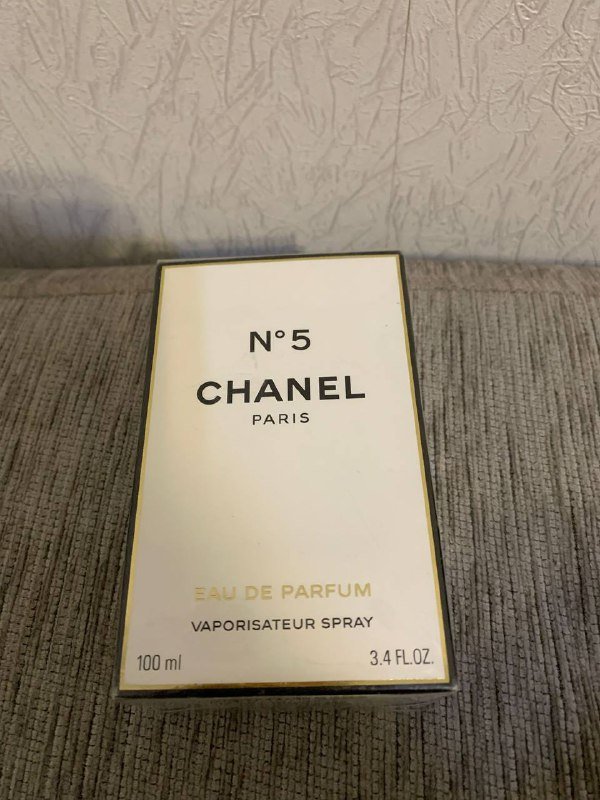 N°5
CHANEL
PARIS
EAU DE PARFUM
VAPORISATEUR SPRAY
100 ml
3.4 FL.OZ.